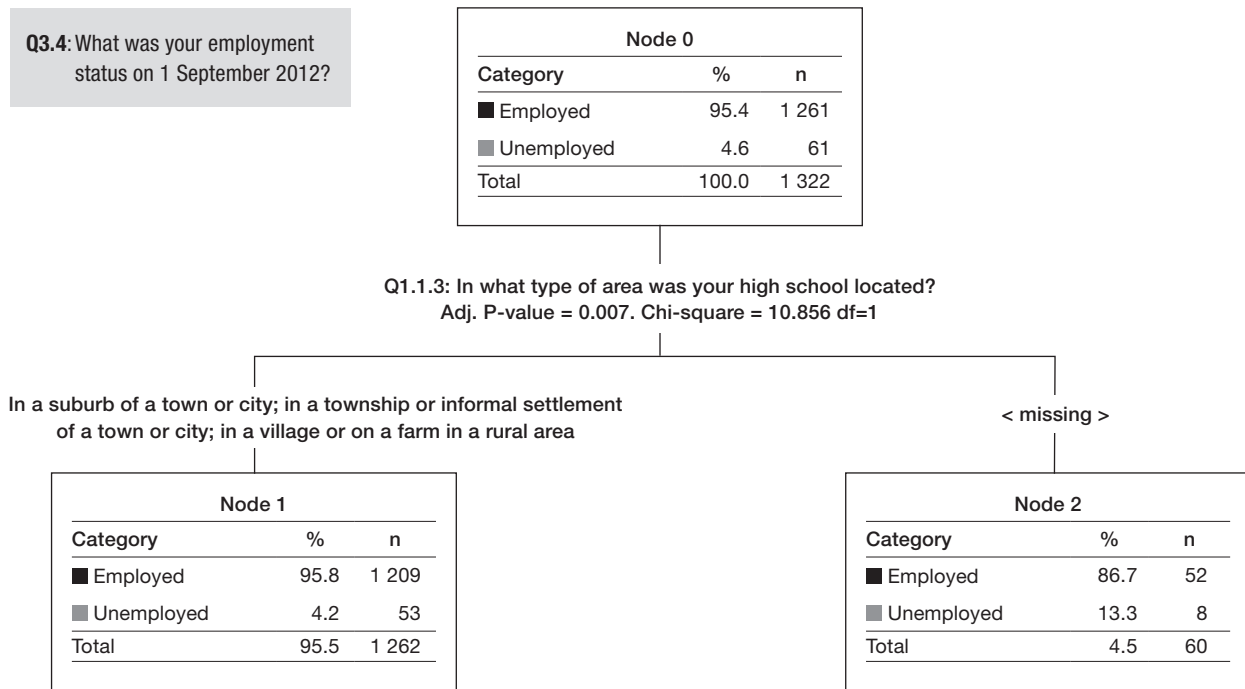 Q3.4: What was your employment
status on 1 September 2012?
Node 0
Category % n
Employed 95.4 1 261
Unemployed 4.6 61
Total 100.0 1 322
Q1.1.3: In what type of area was your high school located?
Adj. P-value = 0.007. Chi-square = 10.856 df=1
In a suburb of a town or city; in a township or informal settlement
of a town or city; in a village or on a farm in a rural area
< missing >
Node 1
Category % n
Employed 95.8 1 209
Unemployed 4.2 53
Total 95.5 1 262
Node 2
Category % n
Employed 86.7 52
Unemployed 13.3 8
Total 4.5 60